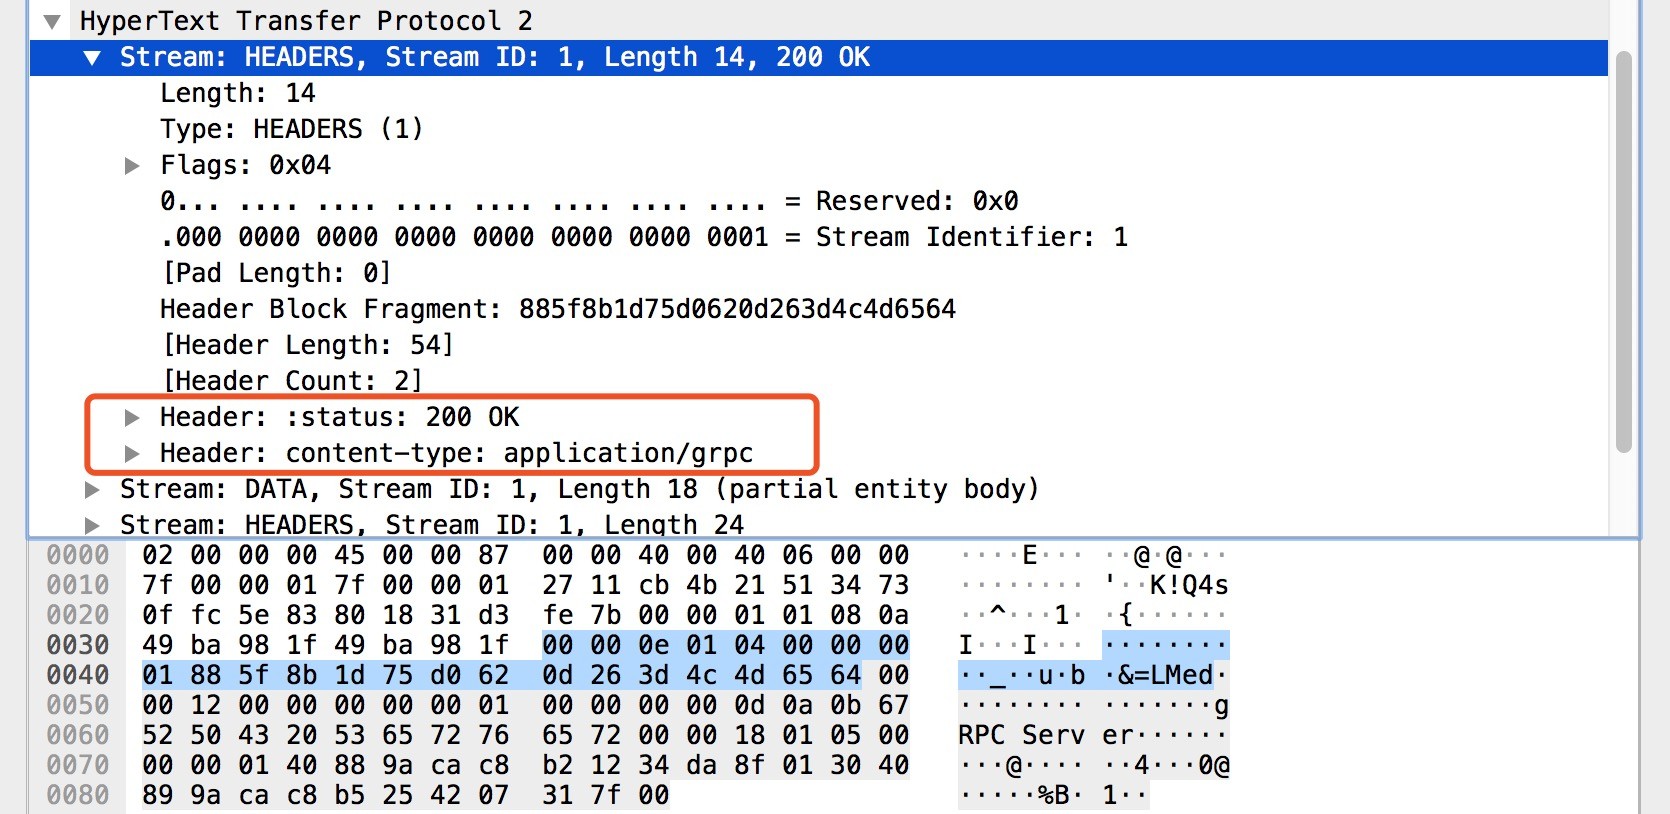 HyperText Transfer Protocol 2
Stream: HEADERS, Stream ID: 1, Length 14, 200 OK
Length: 14
Type: HEADERS (1)
Flags: 0x04
0... .... .... .... .... .... .... .... = Reserved: 0x0
.000 0000 0000 0000 0000 0000 0000 0001 = Stream Identifier: 1
[Pad Length: 0]
Header Block Fragment: 885f8b1d75d0620d263d4c4d6564
[Header Length: 54]
[Header Count: 2]
Header: :status: 200 OK
Header: content-type: application/grpc
Stream: DATA, Stream ID: 1, Length 18 (partial entity body)
Stream: HEADERS, Stream ID: 1, Length 24
0000 02 00 00 00 45 00 00 87 00 00 40 00 40 06 00 00 ····E··· ··@·@···
0010 7f 00 00 01 7f 00 00 01 27 11 cb 4b 21 51 34 73 ········ '··K!Q4s
0020 0f fc 5e 83 80 18 31 d3 fe 7b 00 00 01 01 08 0a ··^···1· ·{······
0030 49 ba 98 1f 49 ba 98 1f 00 00 0e 01 04 00 00 00 I···I··· ········
0040 01 88 5f 8b 1d 75 d0 62 0d 26 3d 4c 4d 65 64 00 ··_··u·b ·&=LMed·
0050 00 12 00 00 00 00 00 01 00 00 00 00 0d 0a 0b 67 ········ ·······g
0060 52 50 43 20 53 65 72 76 65 72 00 00 18 01 05 00 RPC Serv er······
0070 00 00 01 40 88 9a ca c8 b2 12 34 da 8f 01 30 40 ···@···· ··4···0@
0080 89 9a ca c8 b5 25 42 07 31 7f 00 ·····%B· 1··